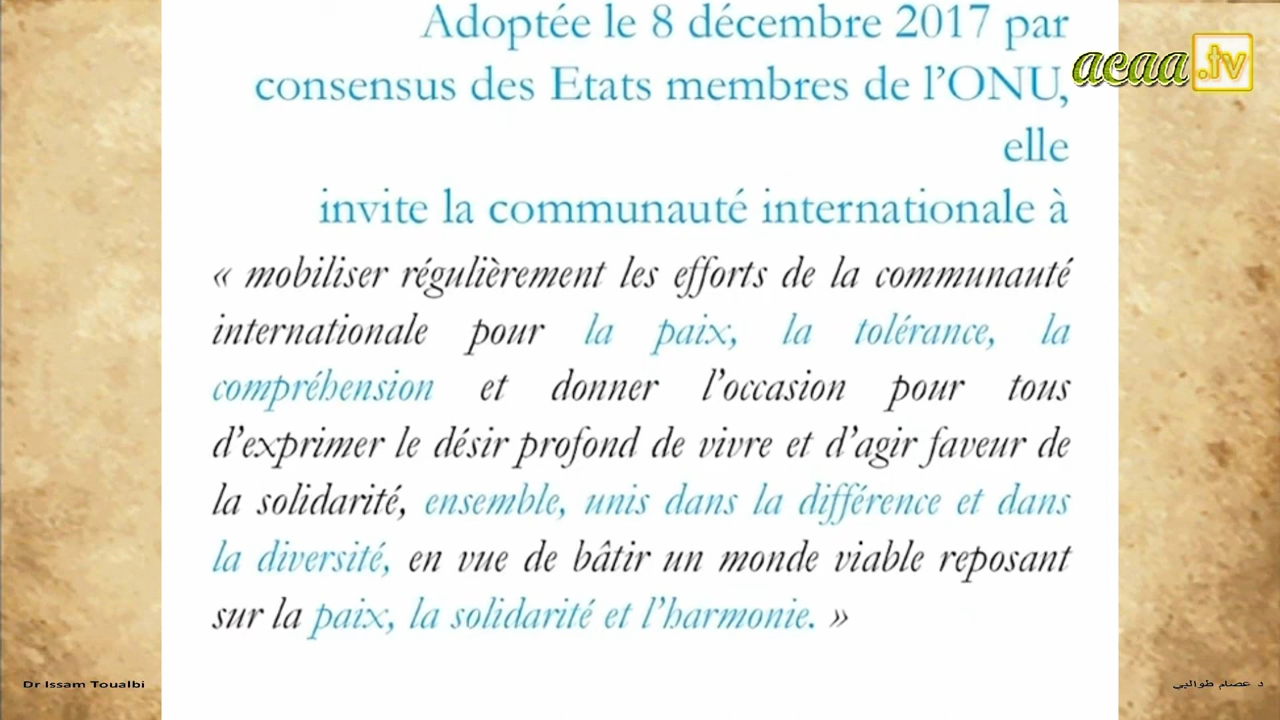 Adoptée le 8 décembre 2017 par
consensus des Etats membres de l’ONU,
elle
invite la communauté internationale à
« mobiliser régulièrement les efforts de la communauté
internationale pour la paix, la tolérance, la
compréhension et donner l’occasion pour tous
d’exprimer le désir profond de vivre et d’agir faveur de
la solidarité, ensemble, unis dans la différence et dans
la diversité, en vue de bâtir un monde viable reposant
sur la paix, la solidarité et l’harmonie. »
acaa.tv
Dr Issam Toualbi
د عصام طوالبي